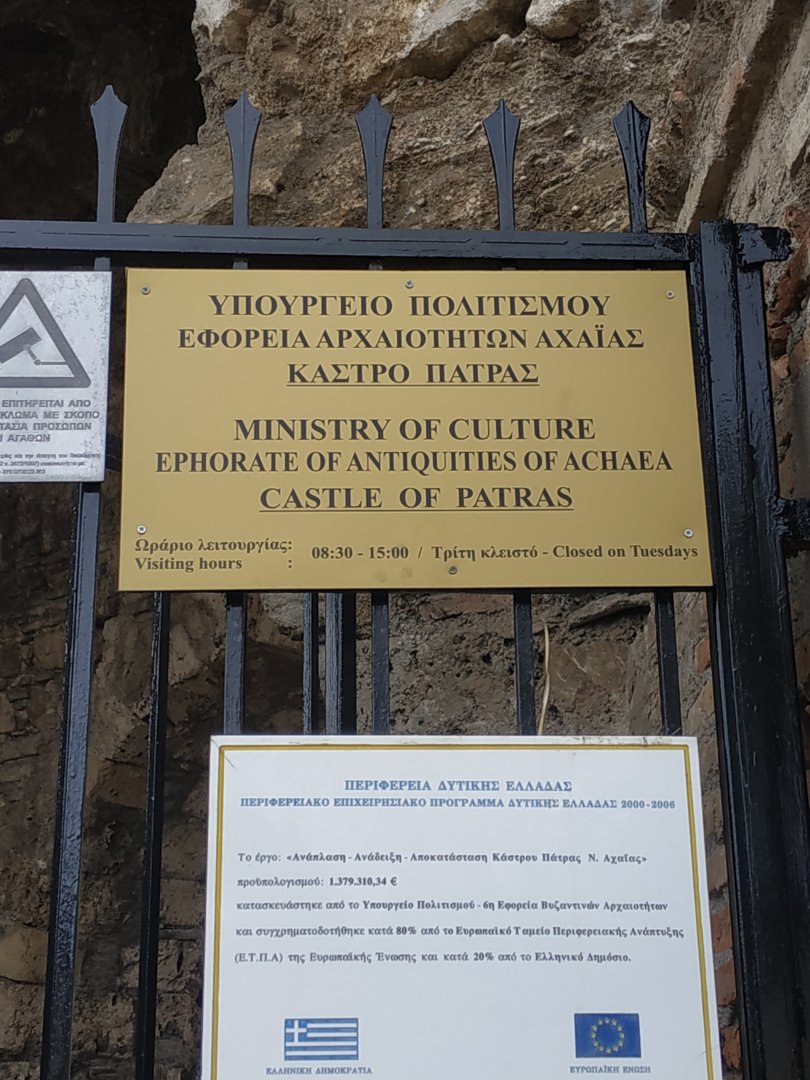 ΥΠΟΥΡΓΕΙΟ ΠΟΛΙΤΙΣΜΟΥ
ΕΦΟΡΕΙΑ ΑΡΧΑΙΟΤΗΤΩΝ ΑΧΑΪΑΣ
ΚΑΣΤΡΟ ΠΑΤΡΑΣ
MINISTRY OF CULTURE
EPHORATE OF ANTIQUITIES OF ACHAEA
CASTLE OF PATRAS
Ωράριο λειτουργίας:
Visiting hours :
08:30 - 15:00 / Τρίτη κλειστό - Closed on Tuesdays
ΕΠΙΤΗΡΕΙΤΑΙ ΑΠΟ
ΚΛΩΜΑ ΜΕ ΣΚΟΠΟ
ΤΑΣΙΑ ΠΡΟΣΩΠΩΝ
ΑΓΑΘΩΝ
ΠΕΡΙΦΕΡΕΙΑ ΔΥΤΙΚΗΣ ΕΛΛΑΔΑΣ
ΠΕΡΙΦΕΡΕΙΑΚΟ ΕΠΙΧΕΙΡΗΣΙΑΚΟ ΠΡΟΓΡΑΜΜΑ ΔΥΤΙΚΗΣ ΕΛΛΑΔΑΣ 2000-2006
Το έργο: «Ανάπλαση - Ανάδειξη - Αποκατάσταση Κάστρου Πάτρας Ν. Αχαΐας»
προϋπολογισμού: 1.379.310,34 €
κατασκευάστηκε από το Υπουργείο Πολιτισμού - 6η Εφορεία Βυζαντινών Αρχαιοτήτων
και συγχρηματοδοτήθηκε κατά 80% από το Ευρωπαϊκό Ταμείο Περιφερειακής Ανάπτυξης
(Ε.Τ.Π.Α) της Ευρωπαϊκής Ένωσης και κατά 20% από το Ελληνικό Δημόσιο.
ΕΛΛΗΝΙΚΗ ΔΗΜΟΚΡΑΤΙΑ
ΕΥΡΩΠΑΪΚΗ ΕΝΩΣΗ